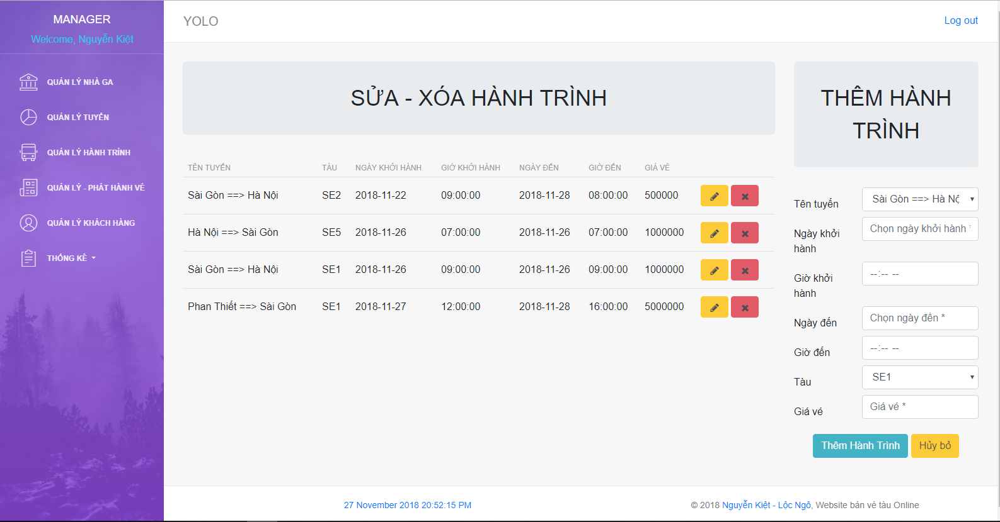 MANAGER
Welcome, Nguyễn Kiệt
QUẢN LÝ NHÀ GA
QUẢN LÝ TUYẾN
QUẢN LÝ HÀNH TRÌNH
QUẢN LÝ - PHÁT HÀNH VÉ
QUẢN LÝ KHÁCH HÀNG
THỐNG KÊ
YOLO
Log out
SỬA - XÓA HÀNH TRÌNH
TÊN TUYẾN TÀU NGÀY KHỞI HÀNH GIỜ KHỞI HÀNH NGÀY ĐẾN GIỜ ĐẾN GIÁ VÉ
Sài Gòn ==> Hà Nội SE2 2018-11-22 09:00:00 2018-11-28 08:00:00 500000
Hà Nội ==> Sài Gòn SE5 2018-11-26 07:00:00 2018-11-26 07:00:00 1000000
Sài Gòn ==> Hà Nội SE1 2018-11-26 09:00:00 2018-11-26 09:00:00 1000000
Phan Thiết ==> Sài Gòn SE1 2018-11-27 12:00:00 2018-11-28 16:00:00 5000000
THÊM HÀNH
TRÌNH
Tên tuyến Sài Gòn ==> Hà Nộ
Ngày khởi Chọn ngày khởi hành *
hành
Giờ khởi --:-- --
hành
Ngày đến Chọn ngày đến *
Giờ đến --:-- --
Tàu SE1
Giá vé Giá vé *
Thêm Hành Trình Hủy bỏ
27 November 2018 20:52:15 PM
© 2018 Nguyễn Kiệt - Lộc Ngô, Website bán vé tàu Online